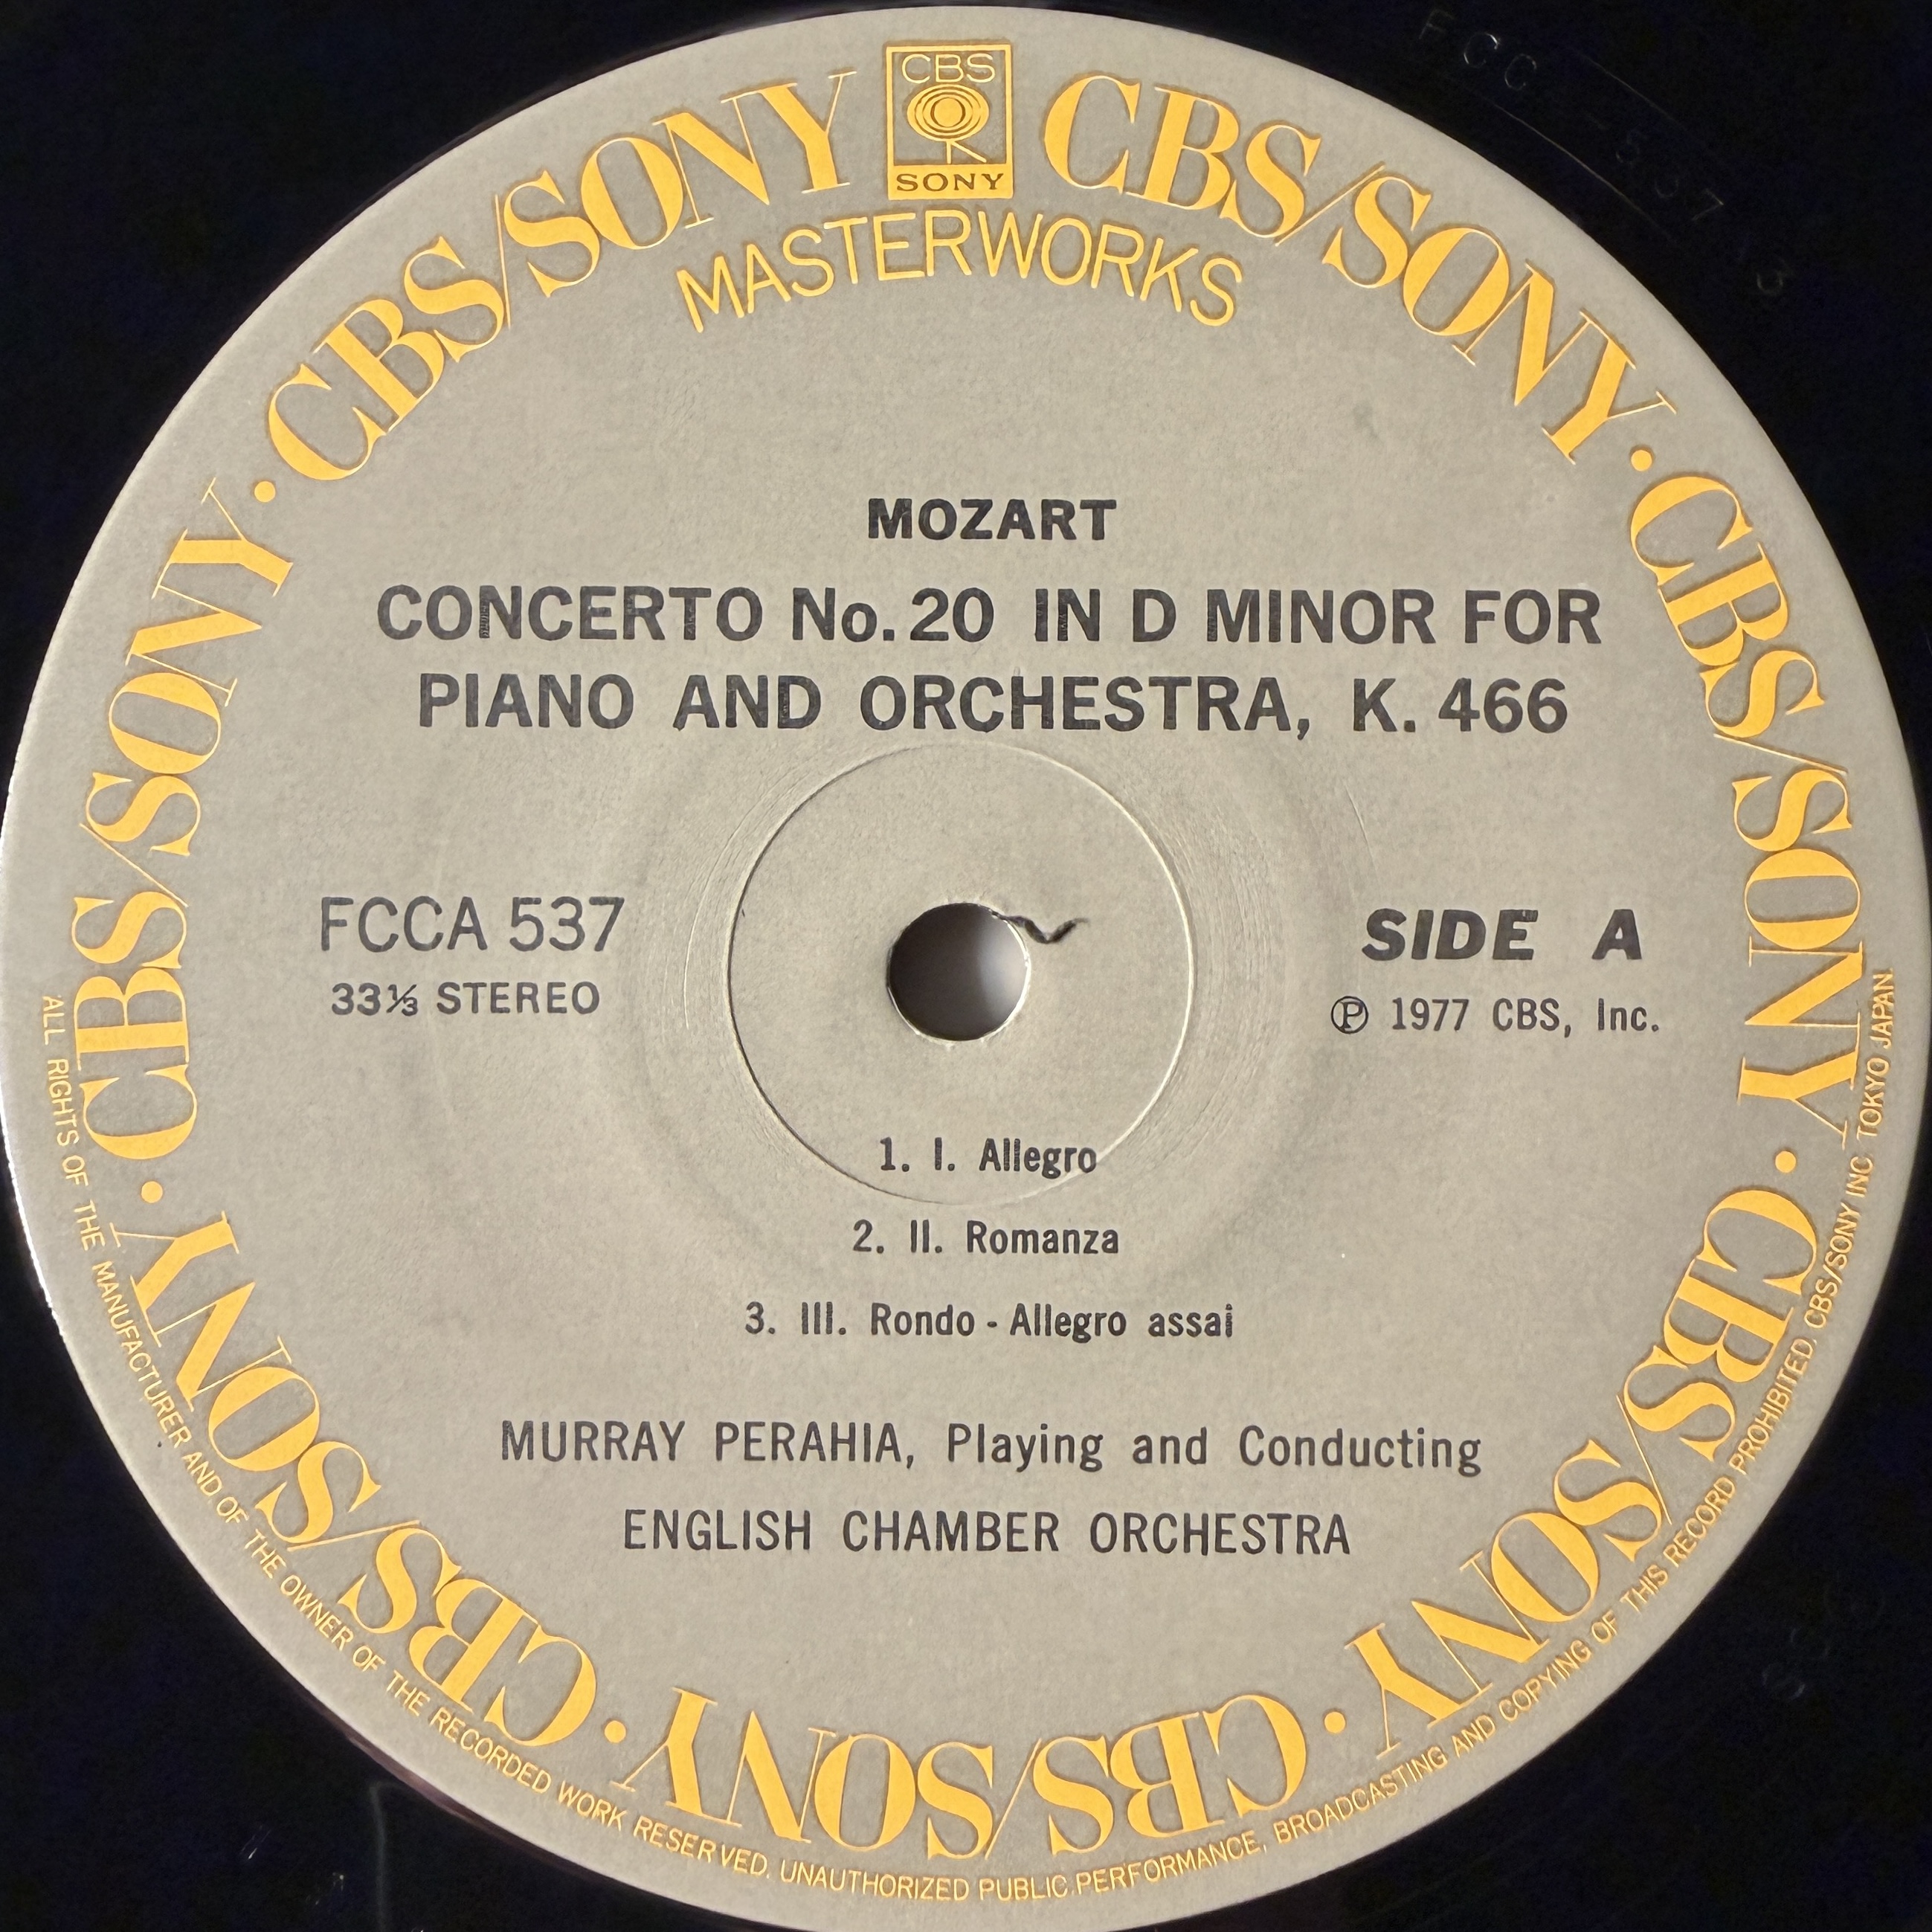 CBS
SONY
CBS/SONY · CBS/SONY · CBS/SONY · CBS/SONY · CBS/SONY · CBS/SONY · CBS/SONY
MASTERWORKS
MOZART
CONCERTO No. 20 IN D MINOR FOR
PIANO AND ORCHESTRA, K. 466
FCCA 537
33⅓ STEREO
SIDE A
℗ 1977 CBS, Inc.
1. I. Allegro
2. II. Romanza
3. III. Rondo - Allegro assai
MURRAY PERAHIA, Playing and Conducting
ENGLISH CHAMBER ORCHESTRA
ALL RIGHTS OF THE MANUFACTURER AND OF THE OWNER OF THE RECORDED WORK RESERVED. UNAUTHORIZED PUBLIC.PERFORMANCE, BROADCASTING AND COPYING OF THIS RECORD PROHIBITED. CBS/SONY INC TOKYO JAPAN